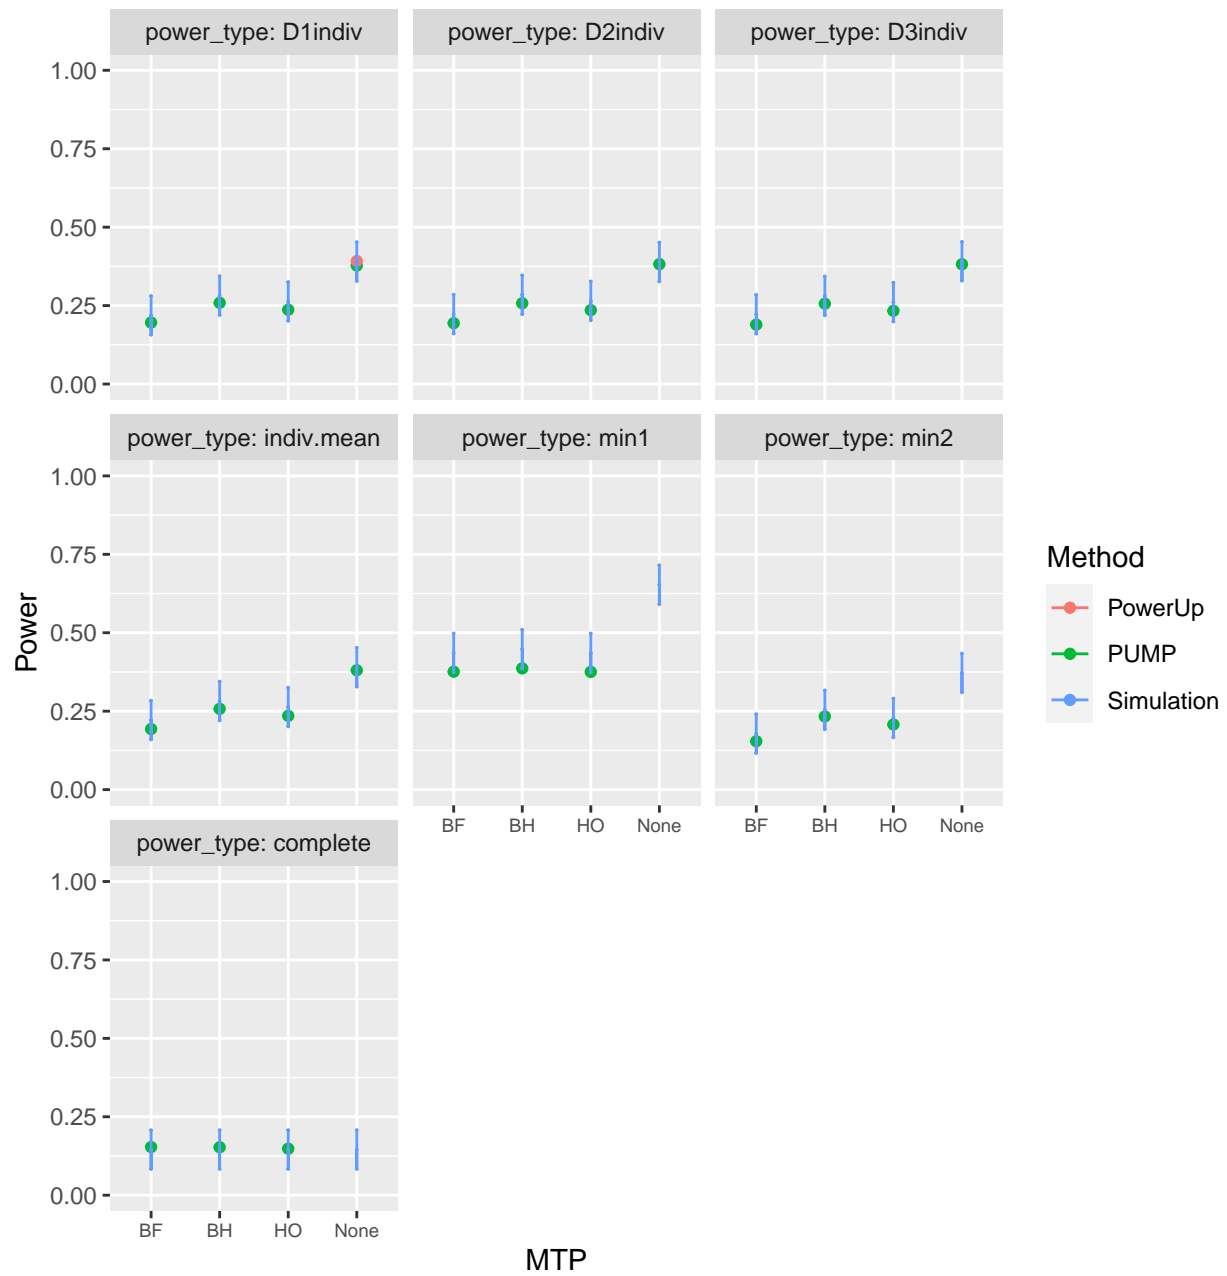 power_type: D1indiv
power_type: D2indiv
power_type: D3indiv
1.00
0.75
0.50
0.25
0.00
power_type: indiv.mean
power_type: min1
power_type: min2
1.00
0.75
0.50
0.25
0.00
BF BH HO None
BF BH HO None
power_type: complete
1.00
0.75
0.50
0.25
0.00
BF BH HO None
MTP
Power
Method
PowerUp
PUMP
Simulation